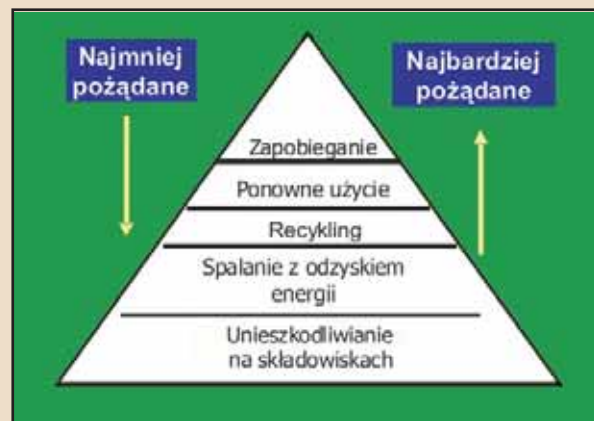 Najmniej
pożądane
Najbardziej
pożądane
Zapobieganie
Ponowne użycie
Recykling
Spalanie z odzyskiem
energii
Unieszkodliwianie
na składowiskach